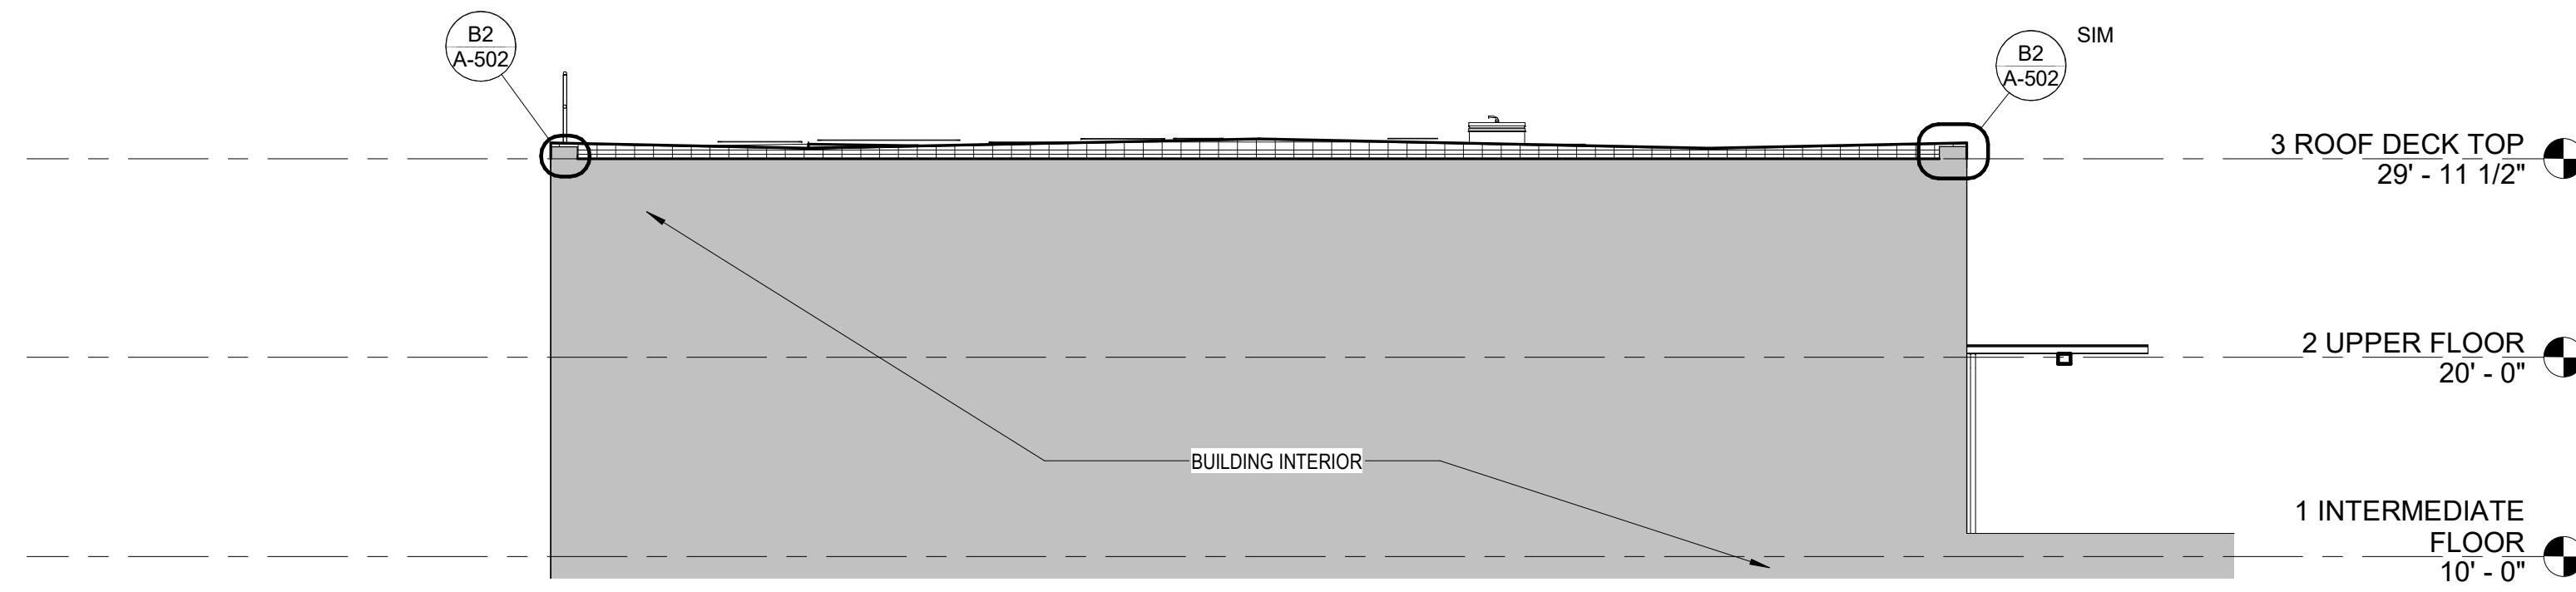 B2
A-502
B2
A-502
SIM
3 ROOF DECK TOP
29' - 11 1/2"
2 UPPER FLOOR
20' - 0"
BUILDING INTERIOR
1 INTERMEDIATE
FLOOR
10' - 0"